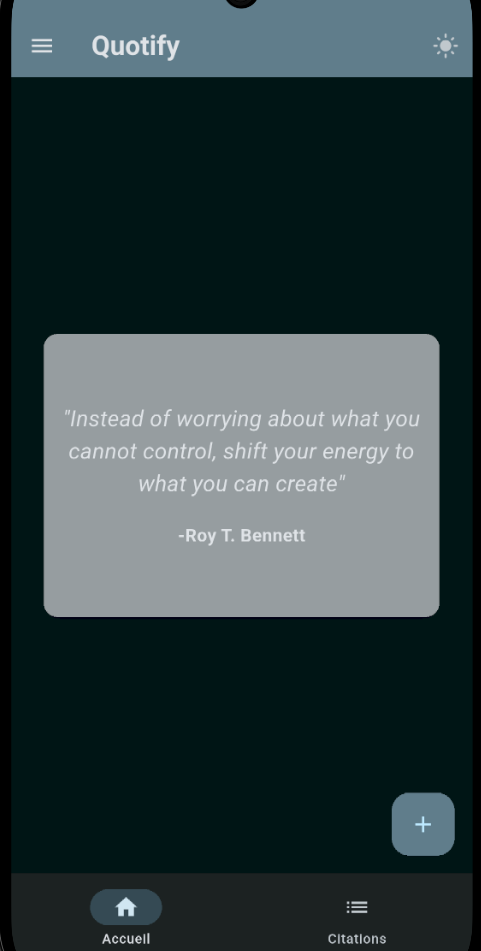 Quotify
"Instead of worrying about what you
cannot control, shift your energy to
what you can create"
-Roy T. Bennett
Accueil
Citations